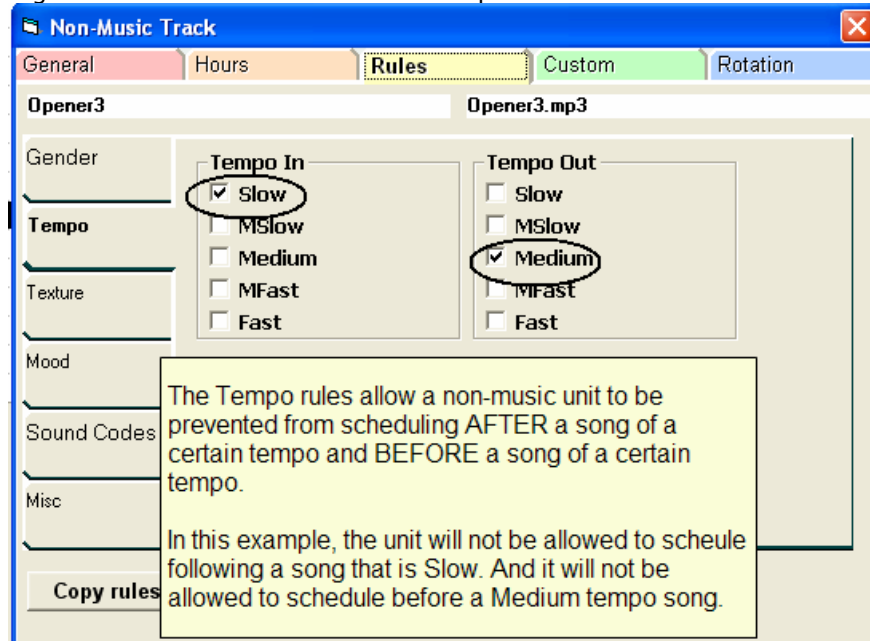 Non-Music Track
General Hours Rules Custom Rotation
Opener3 Opener3.mp3
Gender
Tempo
Texture
Mood
Sound Codes
Misc
Tempo In
Slow
MSlow
Medium
MFast
Fast
Tempo Out
Slow
MSlow
Medium
MFast
Fast
The Tempo rules allow a non-music unit to be
prevented from scheduling AFTER a song of a
certain tempo and BEFORE a song of a certain
tempo.
In this example, the unit will not be allowed to scheule
following a song that is Slow. And it will not be
allowed to schedule before a Medium tempo song.
Copy rules